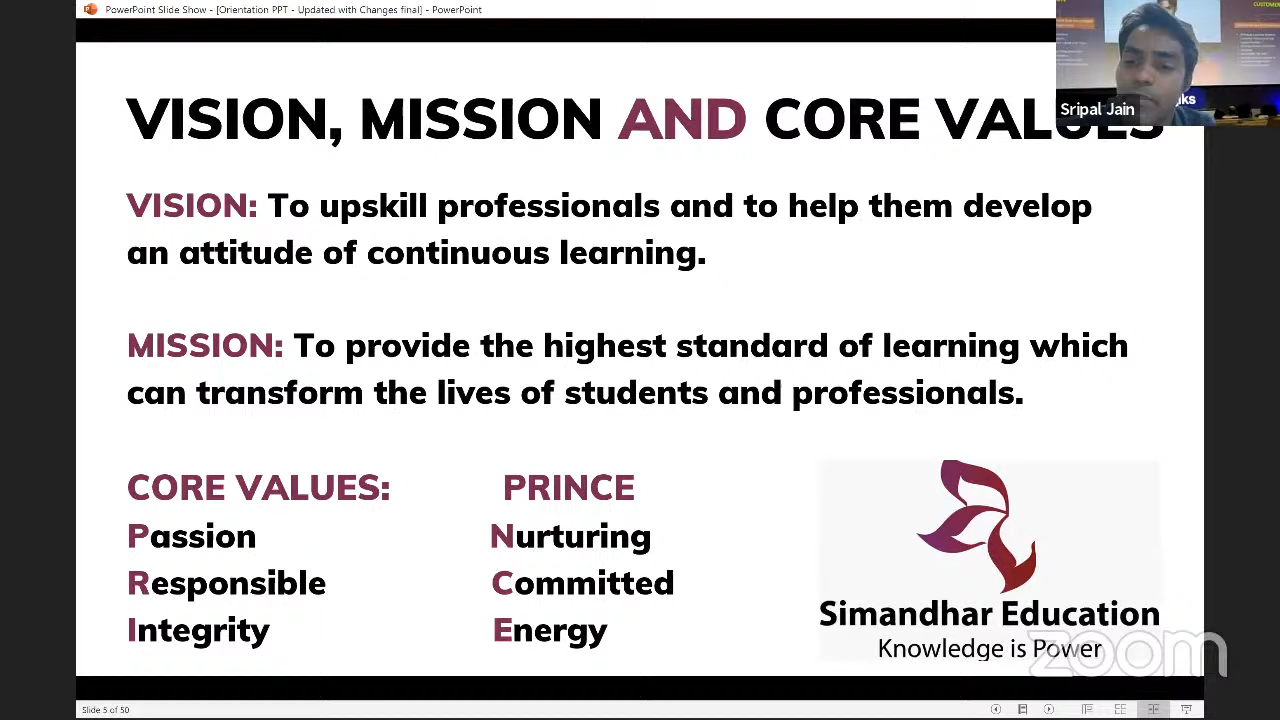 PowerPoint Slide Show - [Orientation PPT - Updated with Changes final] - PowerPoint
CUSTOMER
Sripal Jain
VISION, MISSION AND CORE VALUES
VISION: To upskill professionals and to help them develop
an attitude of continuous learning.
MISSION: To provide the highest standard of learning which
can transform the lives of students and professionals.
CORE VALUES: PRINCE
Passion Nurturing
Responsible Committed
Integrity Energy
Simandhar Education
Knowledge is Power
zoom
Slide 5 of 50